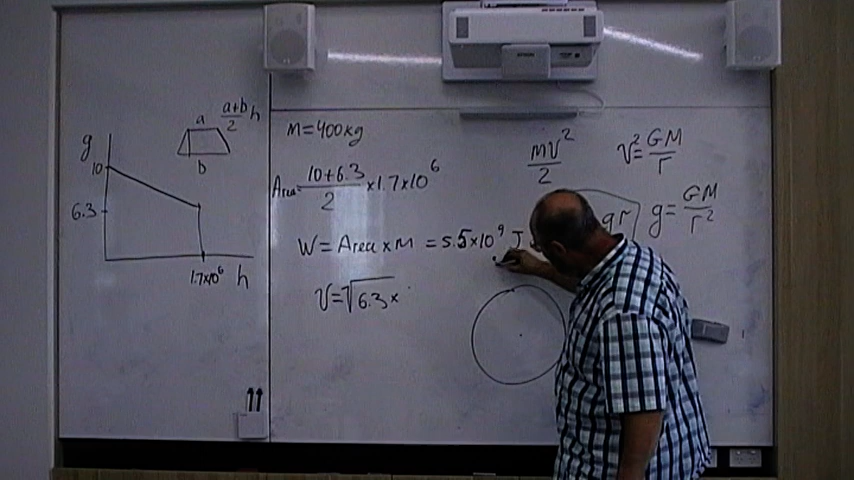 g
10
6.3
1.7x10⁶ h
a
b
a+b/2 h
M=400kg
Area= 10+6.3/2 x1.7x10⁶
W=Area x M = 5.5x10⁹ J
V=√6.3x
mv²/2
V²=GM/r
gr
g=GM/r²
EPSON